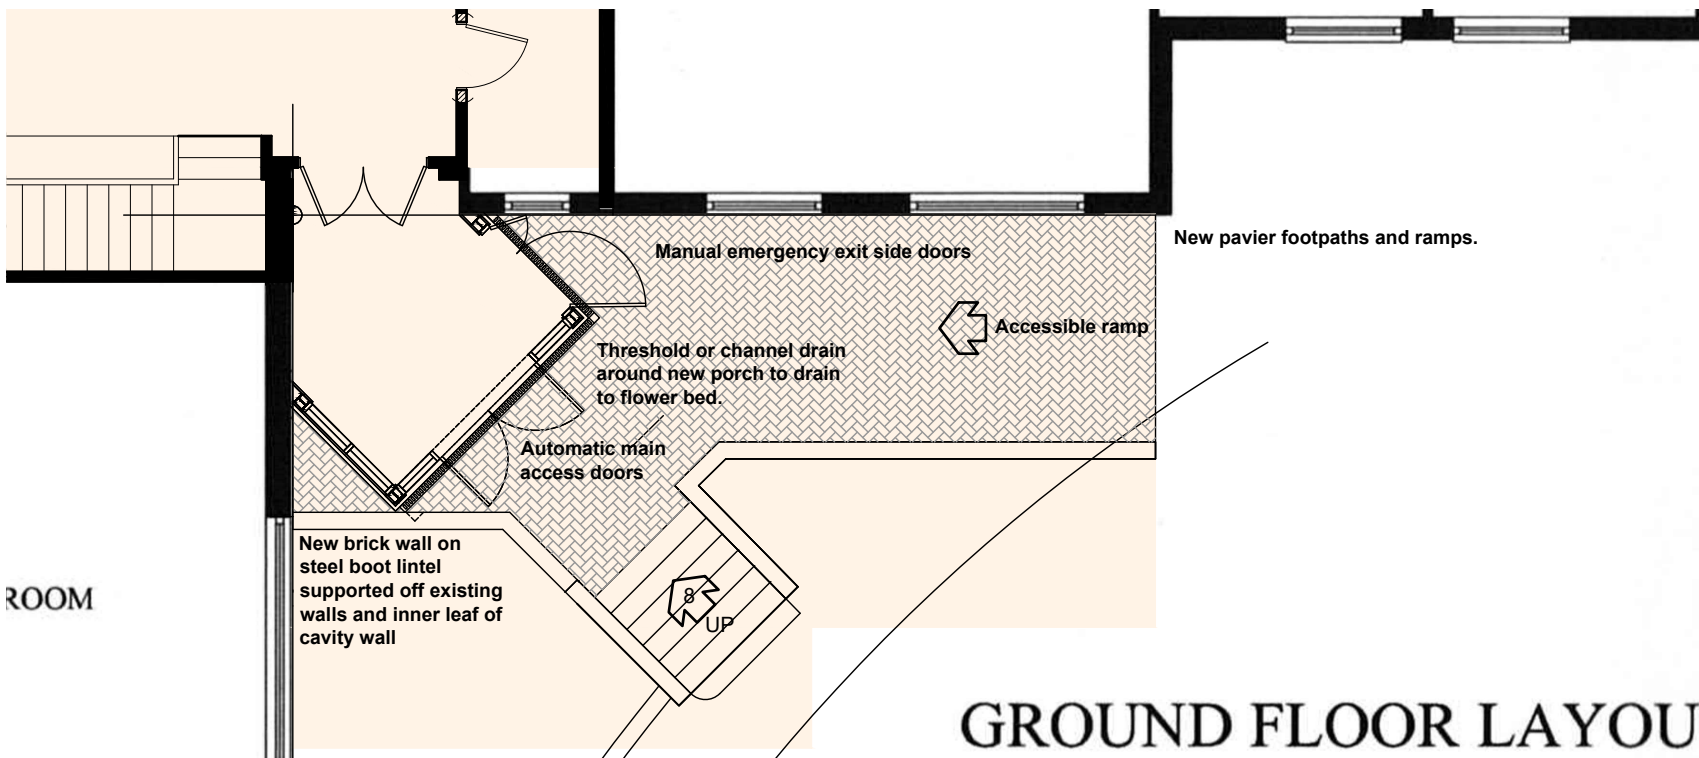 Manual emergency exit side doors
New pavier footpaths and ramps.
Accessible ramp
Threshold or channel drain
around new porch to drain
to flower bed.
Automatic main
access doors
New brick wall on
steel boot lintel
supported off existing
walls and inner leaf of
cavity wall
ROOM
8
UP
GROUND FLOOR LAYOU